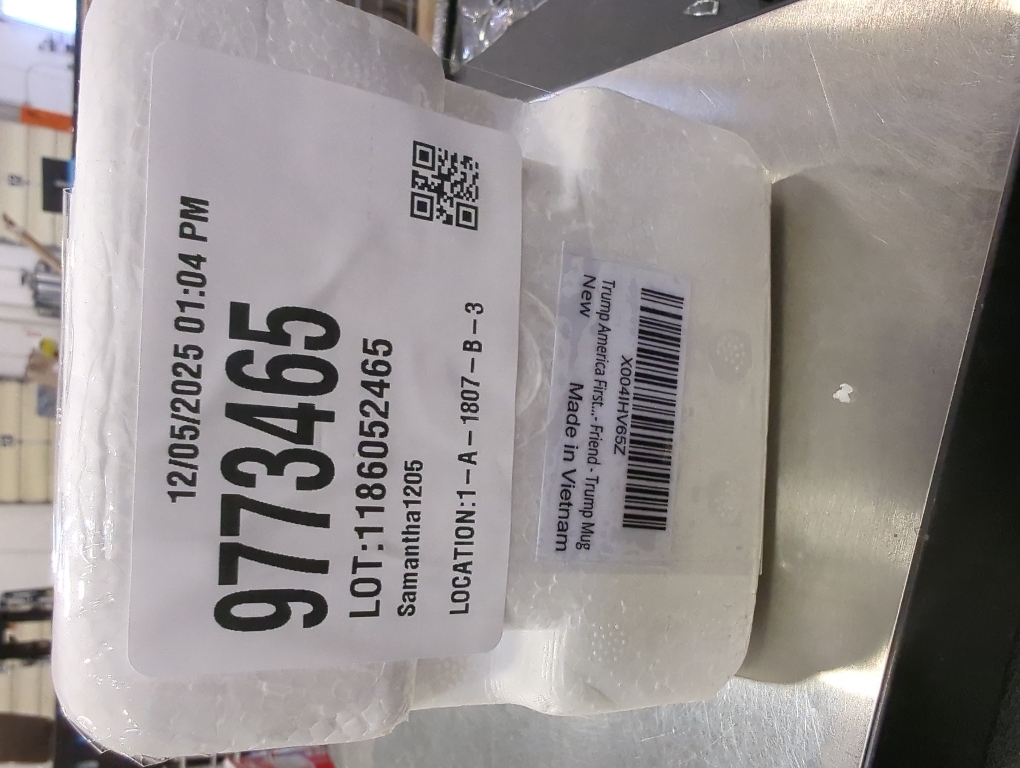 12/05/2025 01:04 PM
9773465
LOT:1186052465
Samantha1205
LOCATION:1-A-1807-B-3
X004IHV65Z
Trump America First...- Friend - Trump Mug
New
Made in Vietnam